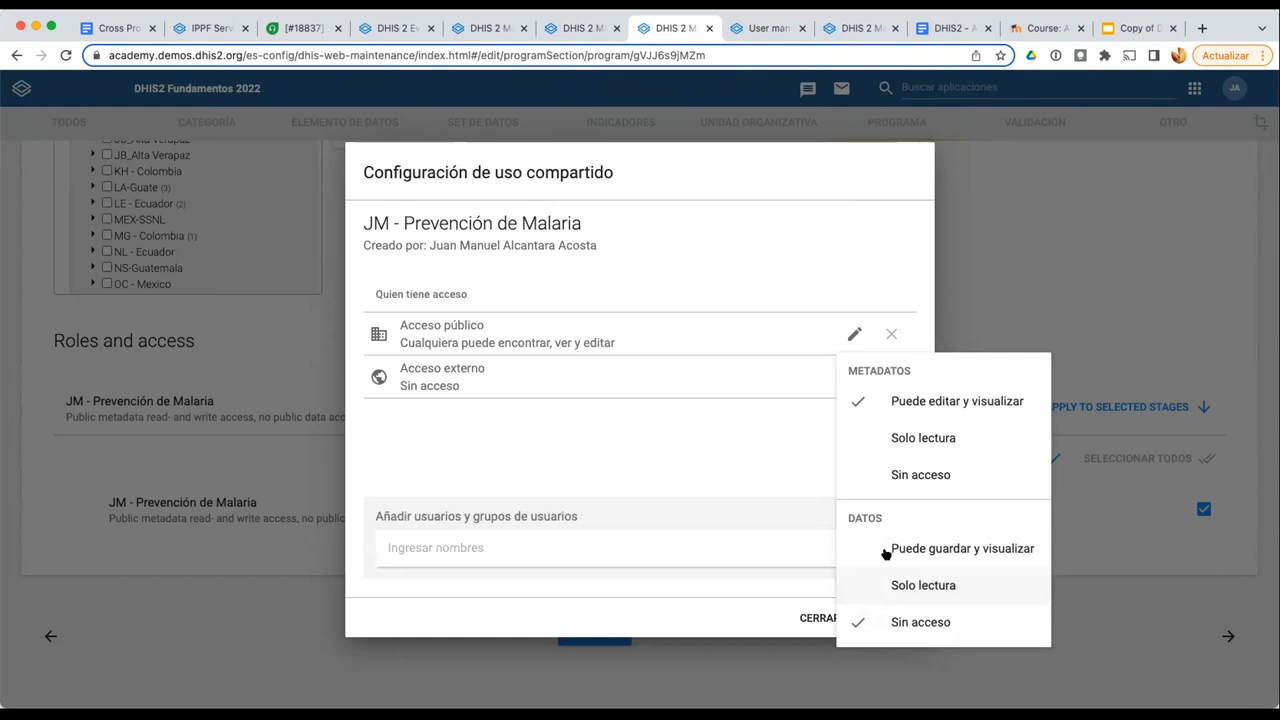 Cross Pro
IPPF Serv
[#18837]
DHIS 2 Ev
DHIS 2 Ma
DHIS 2 Ma
DHIS 2 M
User man
DHIS 2 M
DHIS2 - A
Course: A
Copy of D
academy.demos.dhis2.org/es-config/dhis-web-maintenance/index.html#/edit/programSection/program/gVJJ6s9jMZm
Actualizar
DHIS2 Fundamentos 2022
Buscar aplicaciones
JA
TODOS
CATEGORÍA
ELEMENTO DE DATOS
SET DE DATOS
INDICADORES
UNIDAD ORGANIZATIVA
PROGRAMA
VALIDACIÓN
OTRO
JB_Alta Verapaz
KH - Colombia
LA-Guate (3)
LE - Ecuador (2)
MEX-SSNL
MG - Colombia (1)
NL - Ecuador
NS-Guatemala
OC - Mexico
Roles and access
JM - Prevención de Malaria
Public metadata read- and write access, no public data acc
APPLY TO SELECTED STAGES
SELECCIONAR TODOS
JM - Prevención de Malaria
Public metadata read- and write access, no publi
Configuración de uso compartido
JM - Prevención de Malaria
Creado por: Juan Manuel Alcantara Acosta
Quien tiene acceso
Acceso público
Cualquiera puede encontrar, ver y editar
Acceso externo
Sin acceso
Añadir usuarios y grupos de usuarios
Ingresar nombres
CERRAR
METADATOS
Puede editar y visualizar
Solo lectura
Sin acceso
DATOS
Puede guardar y visualizar
Solo lectura
Sin acceso